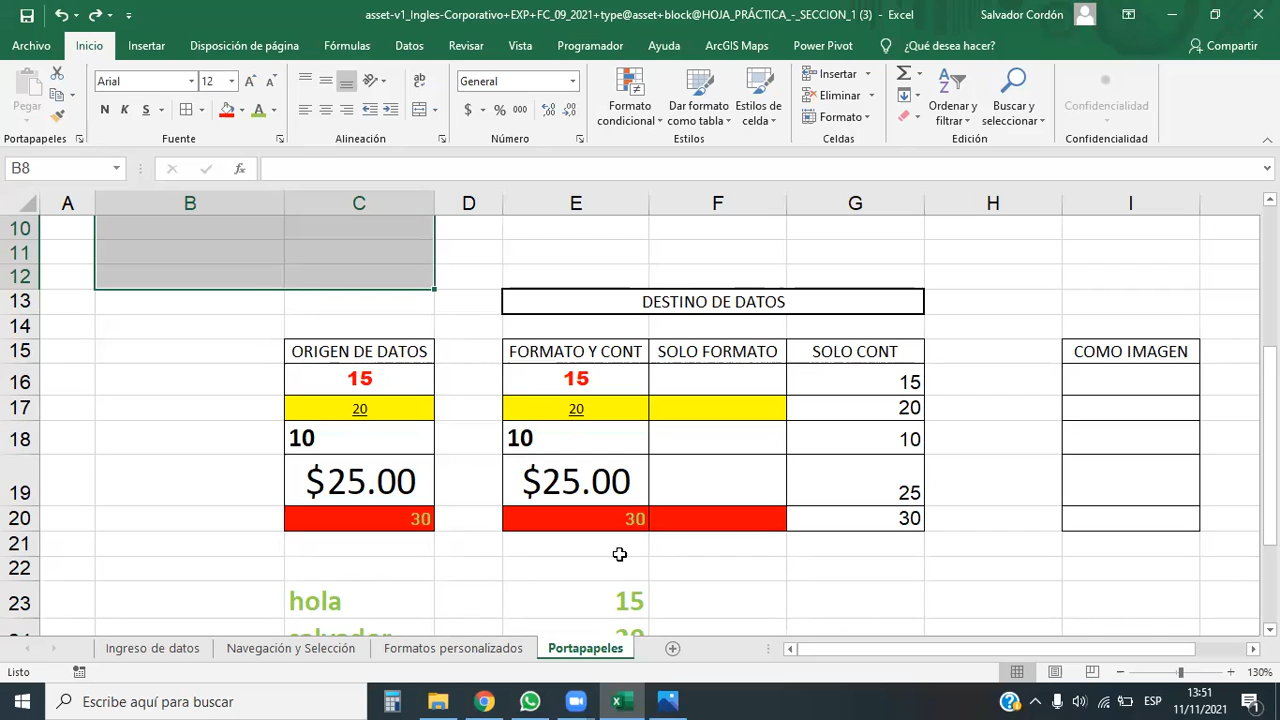 asset-v1_Ingles-Corporativo+EXP+FC_09_2021+type@asset+block@HOJA_PRÁCTICA_-_SECCION_1 (3) - Excel
Salvador Cordón
Archivo Inicio Insertar Disposición de página Fórmulas Datos Revisar Vista Programador Ayuda ArcGIS Maps Power Pivot ¿Qué desea hacer? Compartir
Pegar
Arial 12
General
Insertar
Eliminar
Formato
N K S
$ % 000
Formato condicional
Dar formato como tabla
Estilos de celda
Ordenar y filtrar
Buscar y seleccionar
Confidencialidad
Portapapeles Fuente Alineación Número Estilos Celdas Edición Confidencialidad
B8 fx
A B C D E F G H I
10
11
12
13 DESTINO DE DATOS
14
15 ORIGEN DE DATOS FORMATO Y CONT SOLO FORMATO SOLO CONT COMO IMAGEN
16 15 15 15
17 20 20 20
18 10 10 10
19 $25.00 $25.00 25
20 30 30 30
21
22
23 hola 15
salvador 20
Ingreso de datos Navegación y Selección Formatos personalizados Portapapeles
Listo 130%
Escribe aquí para buscar
ESP
13:51
11/11/2021